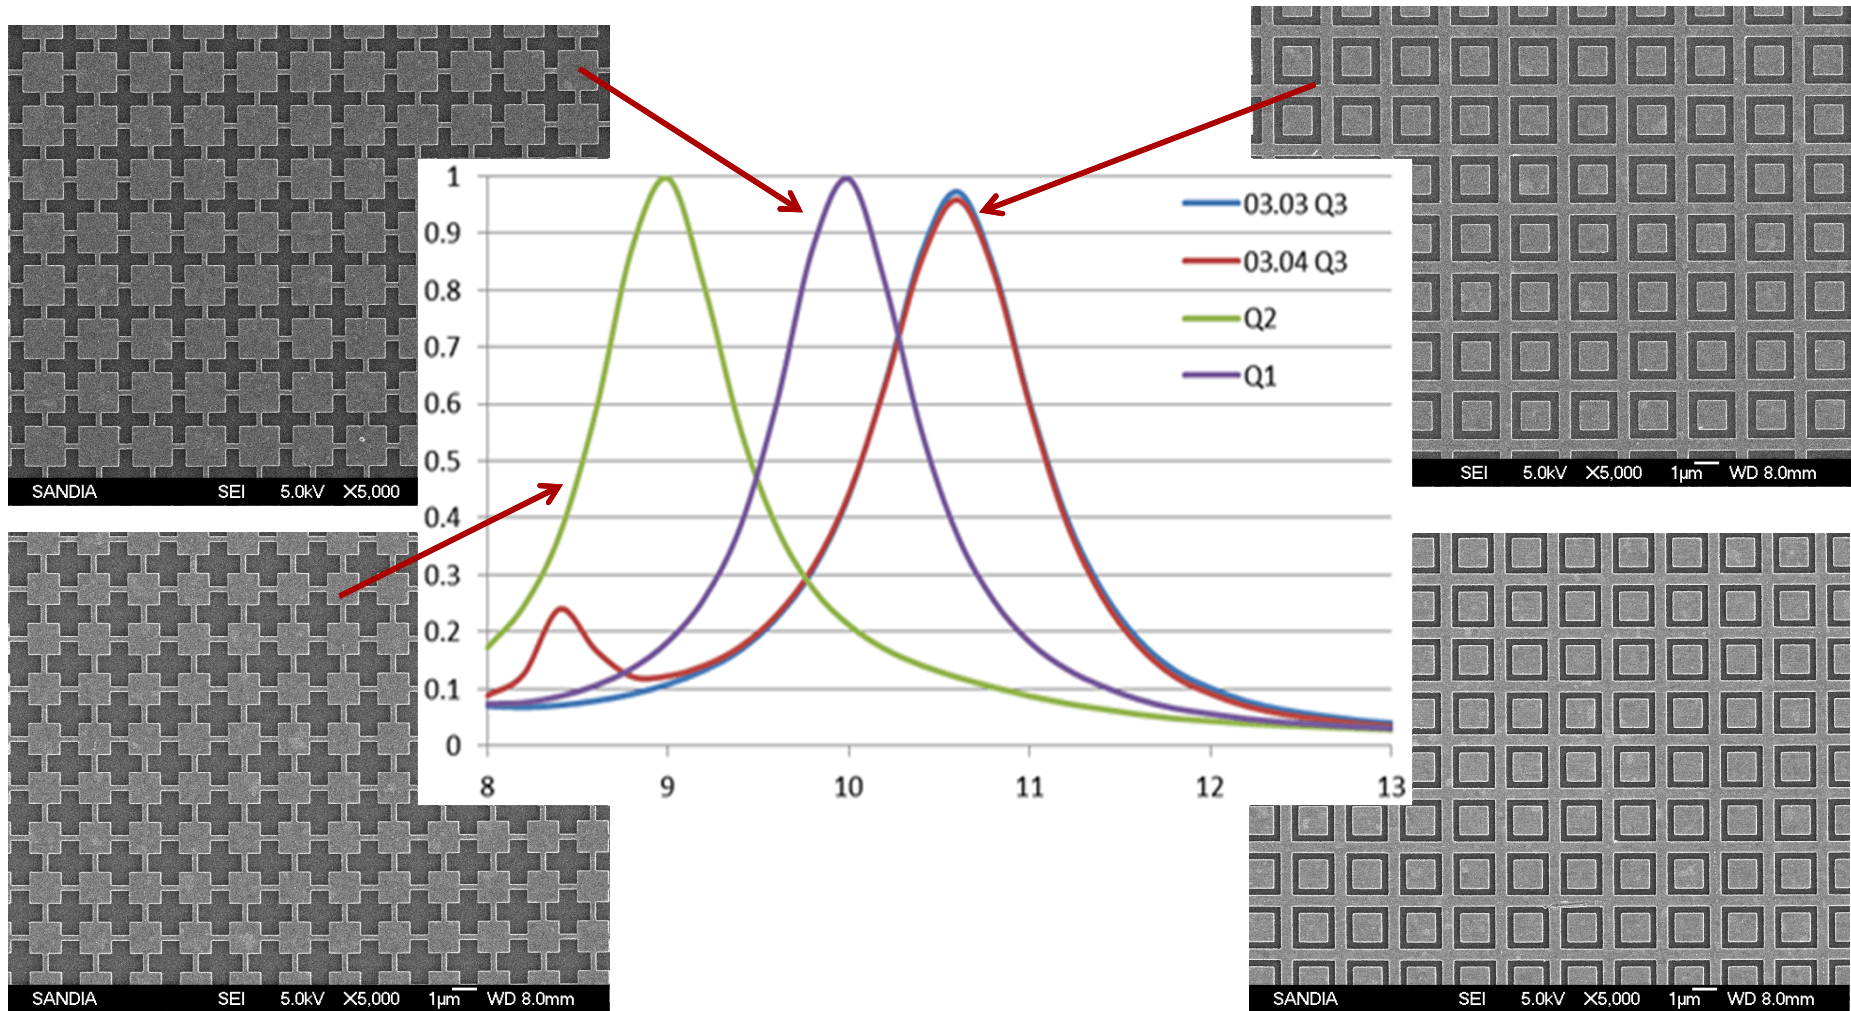 1
0.9
0.8
0.7
0.6
0.5
0.4
0.3
0.2
0.1
0
8 9 10 11 12 13
03.03 Q3
03.04 Q3
Q2
Q1
SANDIA SEI 5.0kV X5,000
SEI 5.0kV X5,000 1µm WD 8.0mm
SANDIA SEI 5.0kV X5,000 1µm WD 8.0mm
SANDIA SEI 5.0kV X5,000 1µm WD 8.0mm